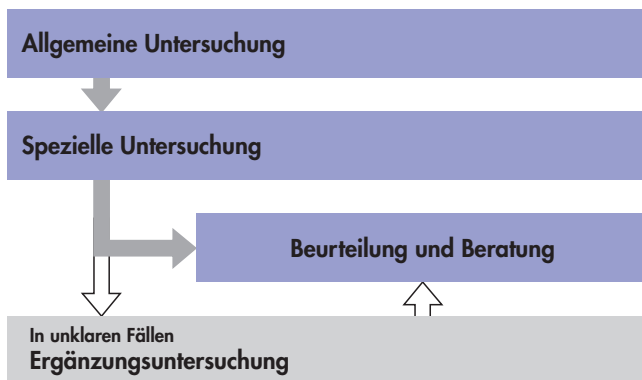 Allgemeine Untersuchung
Spezielle Untersuchung
Beurteilung und Beratung
In unklaren Fällen
Ergänzungsuntersuchung